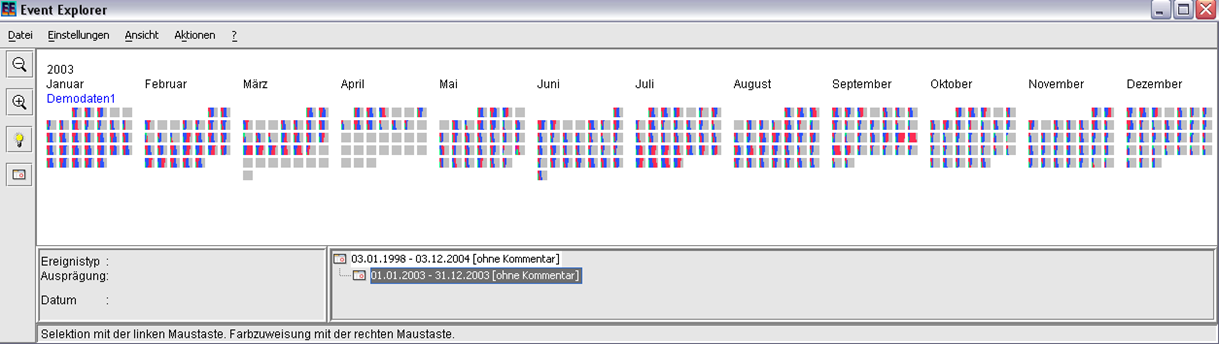 EE Event Explorer
Datei Einstellungen Ansicht Aktionen ?
2003
Januar Februar März April Mai Juni Juli August September Oktober November Dezember
Demodaten1
Ereignistyp :
Ausprägung:
Datum :
03.01.1998 - 03.12.2004 [ohne Kommentar]
01.01.2003 - 31.12.2003 [ohne Kommentar]
Selektion mit der linken Maustaste. Farbzuweisung mit der rechten Maustaste.